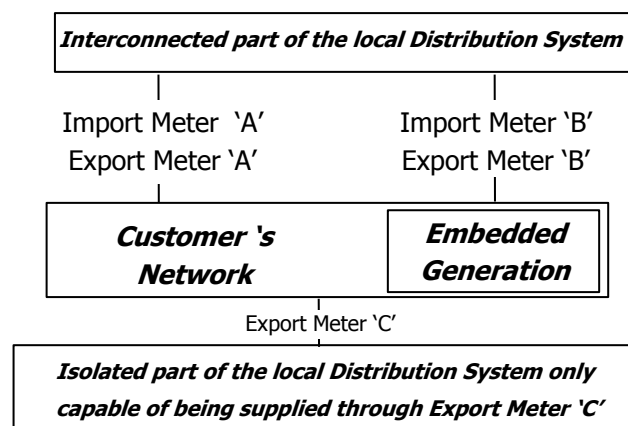 Interconnected part of the local Distribution System
Import Meter ‘A’ Import Meter ‘B’
Export Meter ‘A’ Export Meter ‘B’
Customer ‘s Embedded
Network Generation
Export Meter ‘C’
Isolated part of the local Distribution System only
capable of being supplied through Export Meter ‘C’